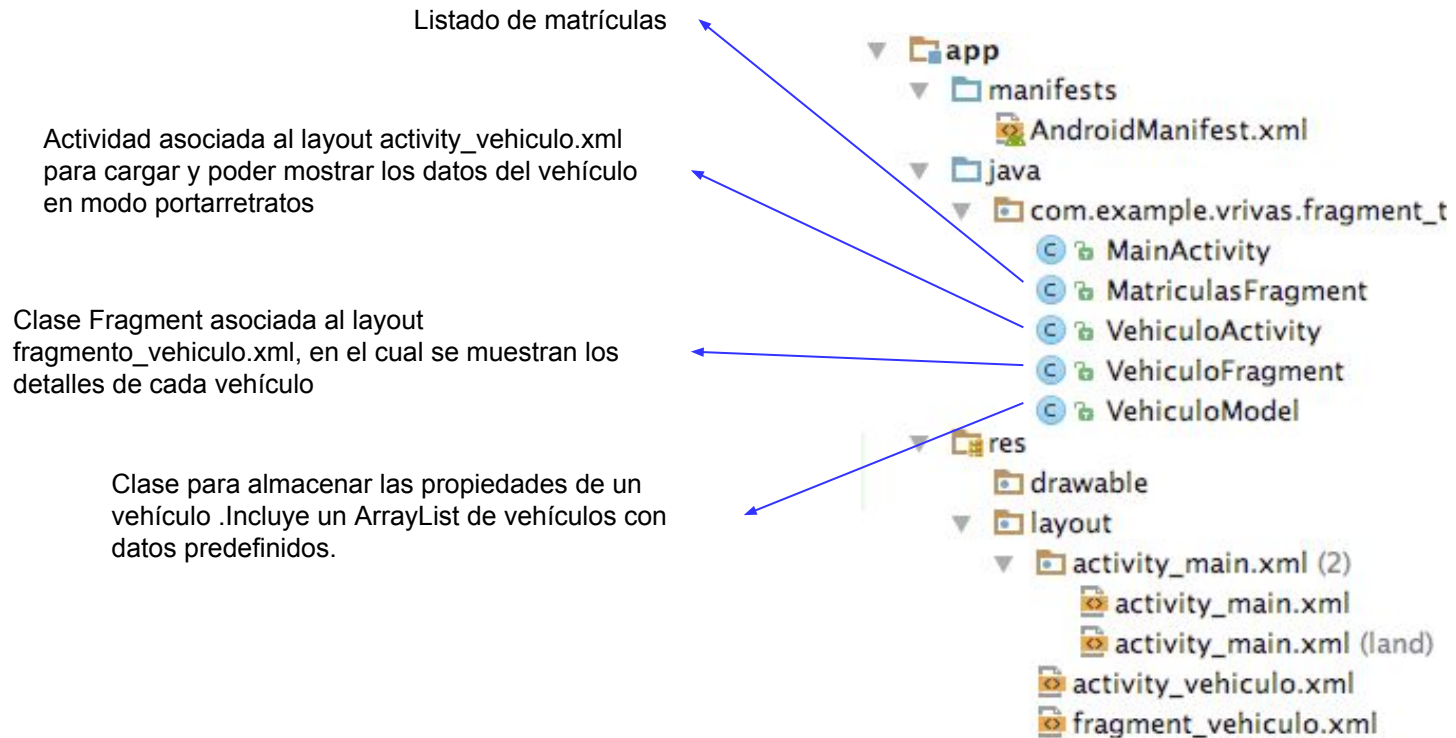 Listado de matrículas
Actividad asociada al layout activity_vehiculo.xml
para cargar y poder mostrar los datos del vehículo
en modo portarretratos
Clase Fragment asociada al layout
fragmento_vehiculo.xml, en el cual se muestran los
detalles de cada vehículo
Clase para almacenar las propiedades de un
vehículo .Incluye un ArrayList de vehículos con
datos predefinidos.
app
manifests
AndroidManifest.xml
java
com.example.vrivas.fragment_t
C MainActivity
C MatriculasFragment
C VehiculoActivity
C VehiculoFragment
C VehiculoModel
res
drawable
layout
activity_main.xml (2)
activity_main.xml
activity_main.xml (land)
activity_vehiculo.xml
fragment_vehiculo.xml